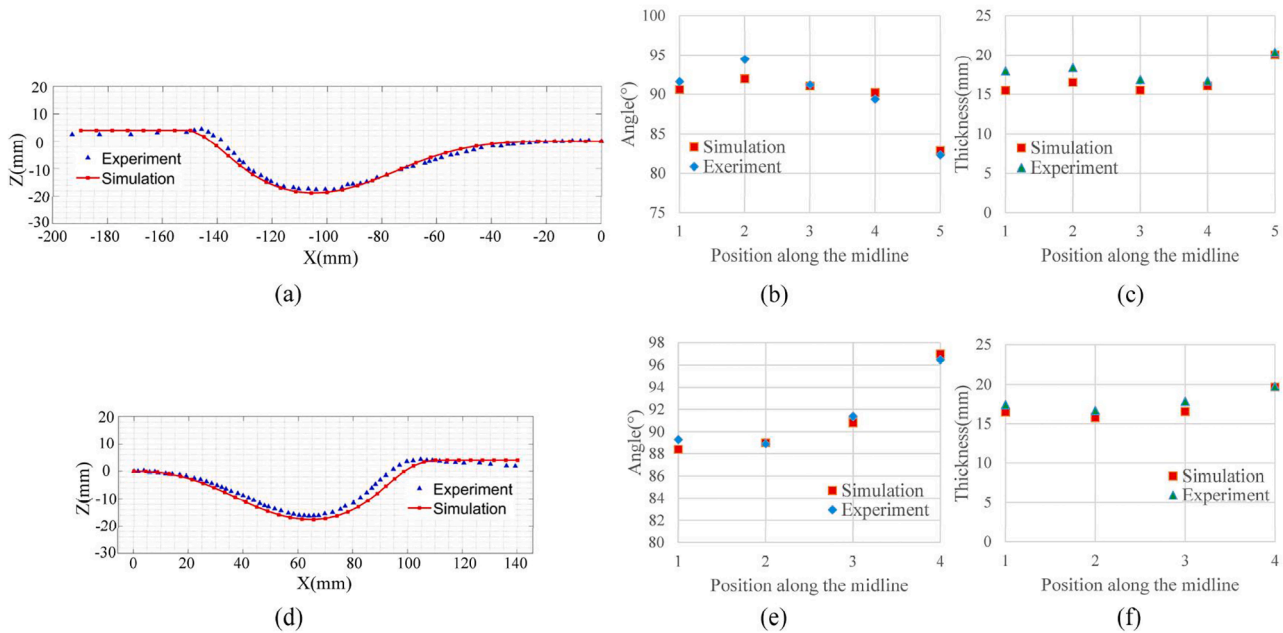 20
10
0
-10
-20
-30
Z(mm)
Experiment
Simulation
-200 -180 -160 -140 -120 -100 -80 -60 -40 -20 0
X(mm)
(a)
100
95
90
85
80
75
Angle(°)
Simulation
Experiment
1 2 3 4 5
Position along the midline
(b)
25
20
15
10
5
0
Thickness(mm)
Simulation
Experiment
1 2 3 4 5
Position along the midline
(c)
20
10
0
-10
-20
-30
Z(mm)
Experiment
Simulation
0 20 40 60 80 100 120 140
X(mm)
(d)
98
96
94
92
90
88
86
84
82
80
Angle(°)
Simulation
Experiment
1 2 3 4
Position along the midline
(e)
25
20
15
10
5
0
Thickness(mm)
Simulation
Experiment
1 2 3 4
Position along the midline
(f)